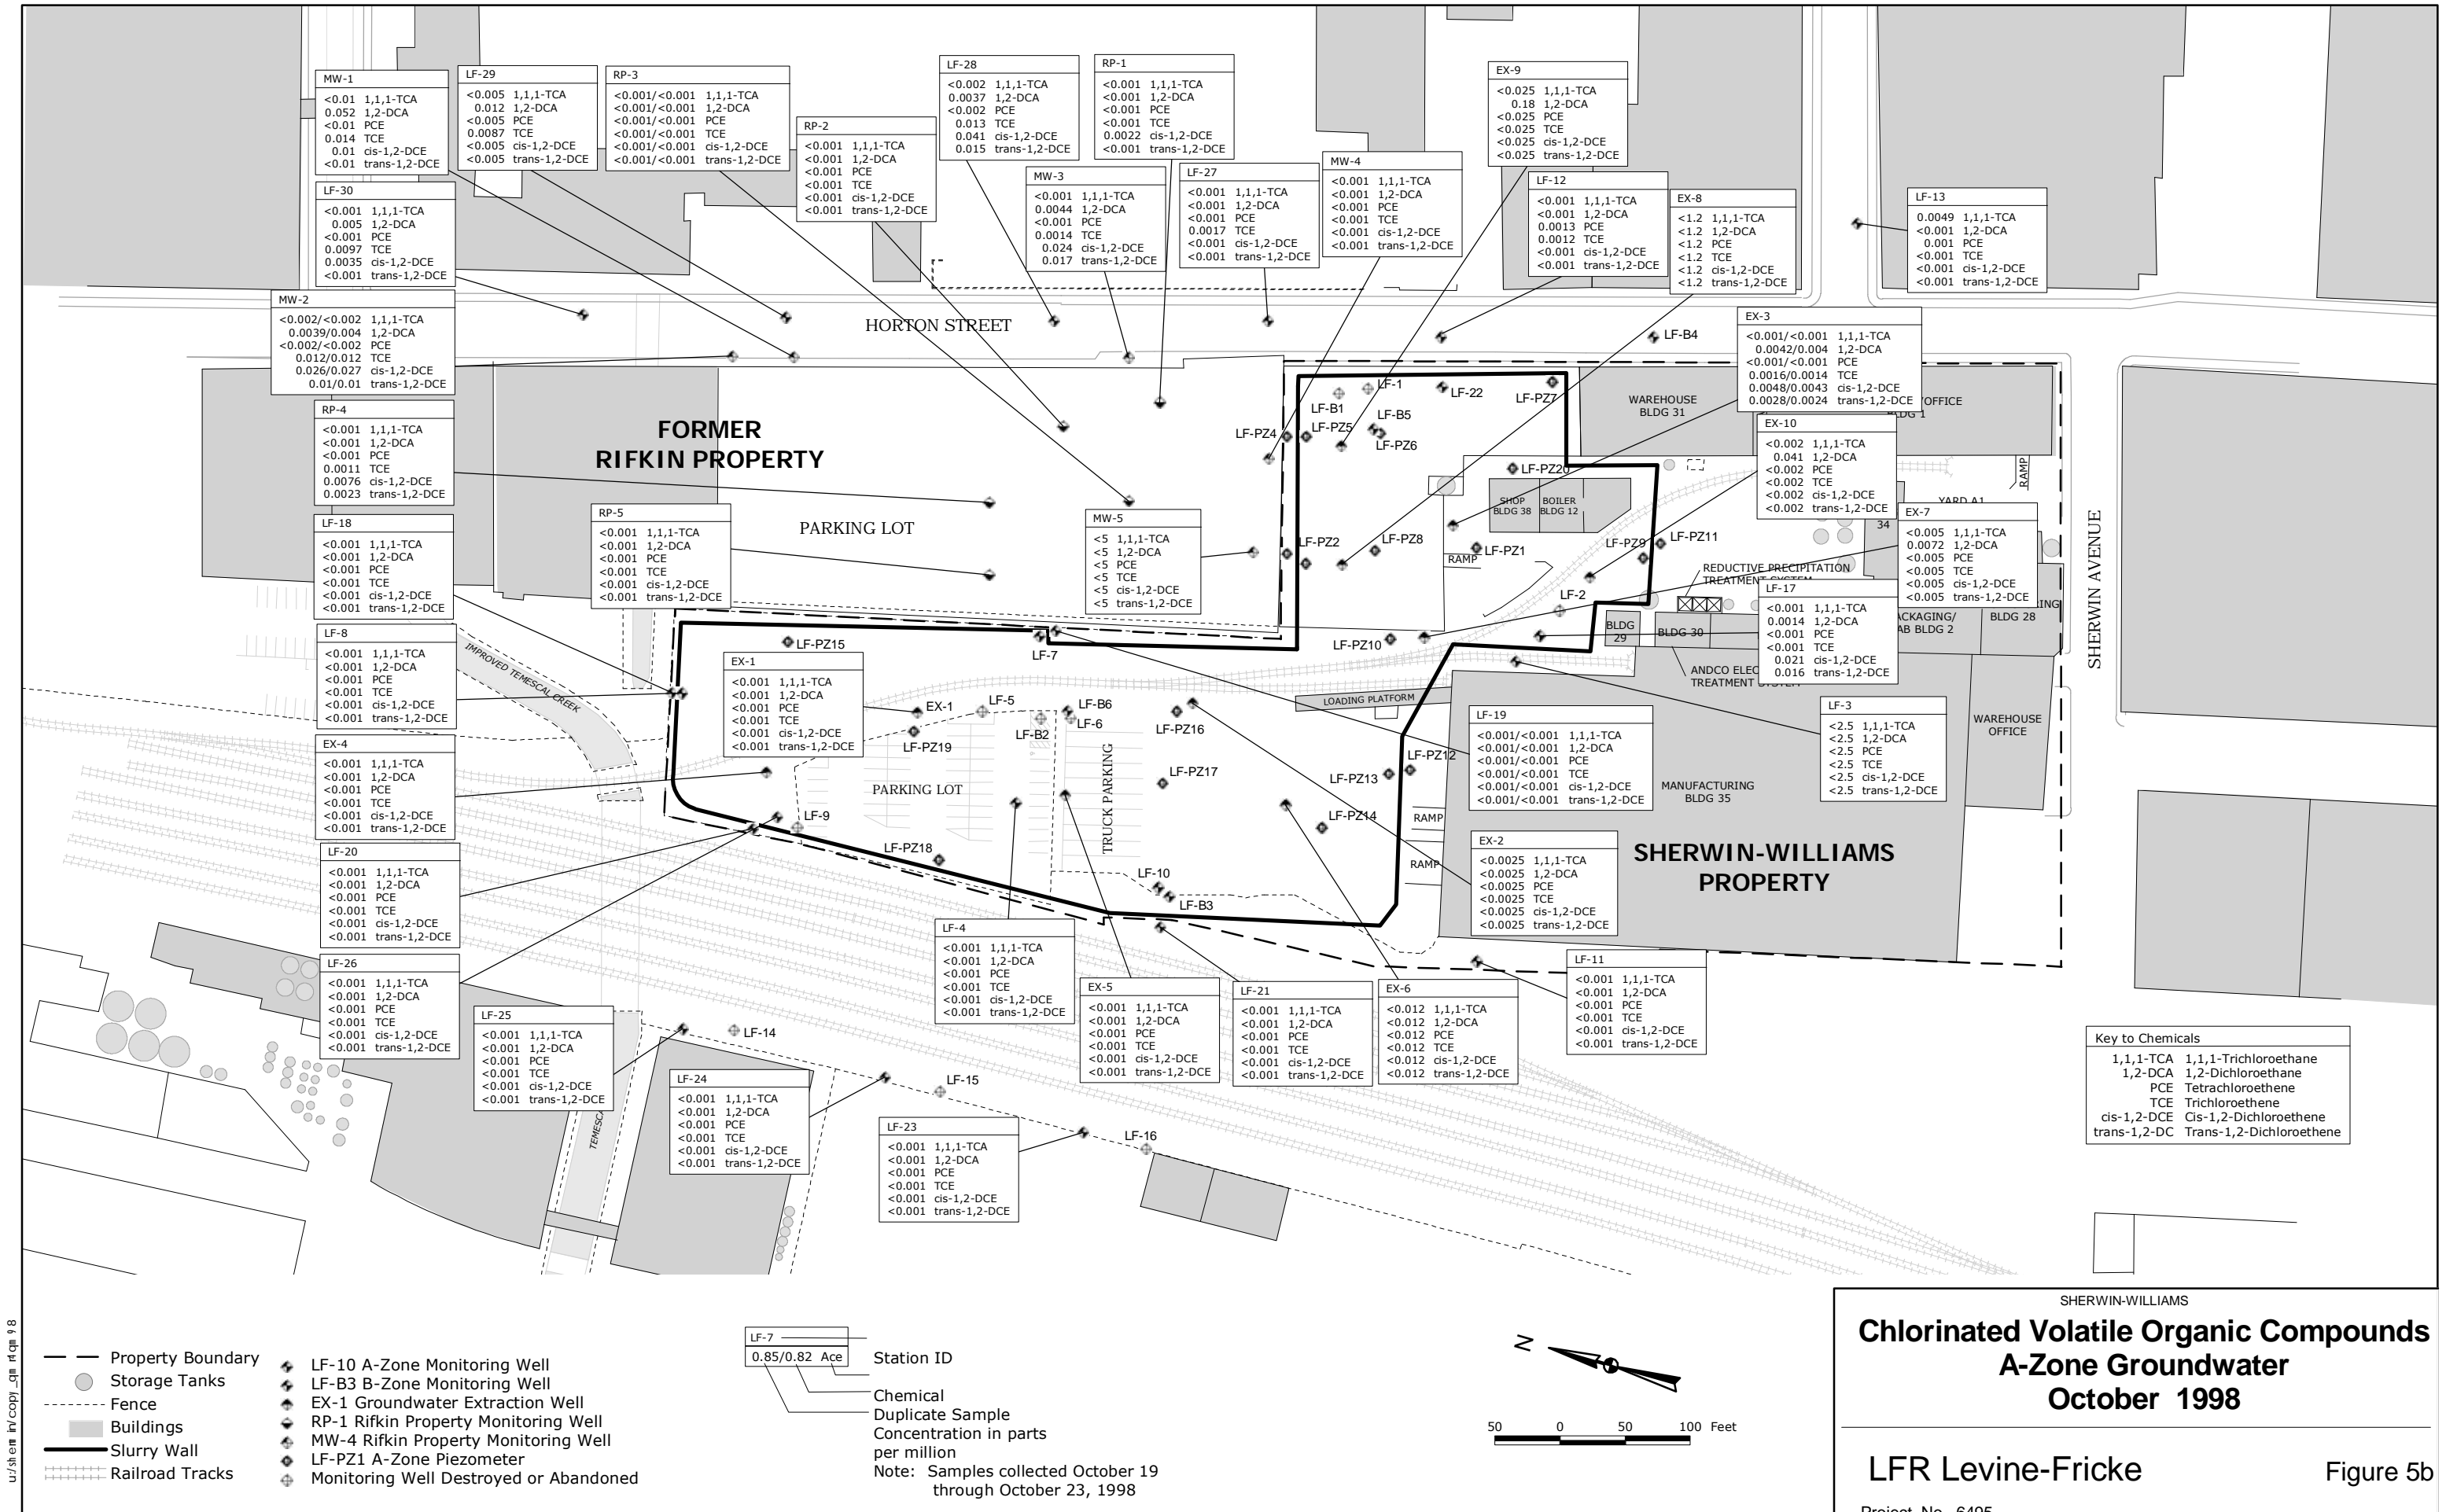 MW-1
<0.01 1,1,1-TCA
0.052 1,2-DCA
<0.01 PCE
0.014 TCE
0.01 cis-1,2-DCE
<0.01 trans-1,2-DCE
LF-29
<0.005 1,1,1-TCA
0.012 1,2-DCA
<0.005 PCE
0.0087 TCE
<0.005 cis-1,2-DCE
<0.005 trans-1,2-DCE
RP-3
<0.001/<0.001 1,1,1-TCA
<0.001/<0.001 1,2-DCA
<0.001/<0.001 PCE
<0.001/<0.001 TCE
<0.001/<0.001 cis-1,2-DCE
<0.001/<0.001 trans-1,2-DCE
RP-2
<0.001 1,1,1-TCA
<0.001 1,2-DCA
<0.001 PCE
<0.001 TCE
<0.001 cis-1,2-DCE
<0.001 trans-1,2-DCE
LF-28
<0.002 1,1,1-TCA
0.0037 1,2-DCA
<0.002 PCE
0.013 TCE
0.041 cis-1,2-DCE
0.015 trans-1,2-DCE
RP-1
<0.001 1,1,1-TCA
<0.001 1,2-DCA
<0.001 PCE
<0.001 TCE
0.0022 cis-1,2-DCE
<0.001 trans-1,2-DCE
MW-3
<0.001 1,1,1-TCA
0.0044 1,2-DCA
<0.001 PCE
0.0014 TCE
0.024 cis-1,2-DCE
0.017 trans-1,2-DCE
LF-27
<0.001 1,1,1-TCA
<0.001 1,2-DCA
<0.001 PCE
0.0017 TCE
<0.001 cis-1,2-DCE
<0.001 trans-1,2-DCE
MW-4
<0.001 1,1,1-TCA
<0.001 1,2-DCA
<0.001 PCE
<0.001 TCE
<0.001 cis-1,2-DCE
<0.001 trans-1,2-DCE
EX-9
<0.025 1,1,1-TCA
0.18 1,2-DCA
<0.025 PCE
<0.025 TCE
<0.025 cis-1,2-DCE
<0.025 trans-1,2-DCE
LF-12
<0.001 1,1,1-TCA
<0.001 1,2-DCA
0.0013 PCE
0.0012 TCE
<0.001 cis-1,2-DCE
<0.001 trans-1,2-DCE
EX-8
<1.2 1,1,1-TCA
<1.2 1,2-DCA
<1.2 PCE
<1.2 TCE
<1.2 cis-1,2-DCE
<1.2 trans-1,2-DCE
LF-13
0.0049 1,1,1-TCA
<0.001 1,2-DCA
0.001 PCE
<0.001 TCE
<0.001 cis-1,2-DCE
<0.001 trans-1,2-DCE
LF-30
<0.001 1,1,1-TCA
0.005 1,2-DCA
<0.001 PCE
0.0097 TCE
0.0035 cis-1,2-DCE
<0.001 trans-1,2-DCE
MW-2
<0.002/<0.002 1,1,1-TCA
0.0039/0.004 1,2-DCA
<0.002/<0.002 PCE
0.012/0.012 TCE
0.026/0.027 cis-1,2-DCE
0.01/0.01 trans-1,2-DCE
HORTON STREET
LF-B4
EX-3
<0.001/<0.001 1,1,1-TCA
0.0042/0.004 1,2-DCA
<0.001/<0.001 PCE
0.0016/0.0014 TCE
0.0048/0.0043 cis-1,2-DCE
0.0028/0.0024 trans-1,2-DCE
LF-1
LF-B1
LF-22
LF-PZ7
LF-B5
LF-PZ4
LF-PZ5
LF-PZ6
LF-PZ20
WAREHOUSE
BLDG 31
/OFFICE
BLDG 1
RAMP
FORMER
RIFKIN PROPERTY
PARKING LOT
RP-4
<0.001 1,1,1-TCA
<0.001 1,2-DCA
<0.001 PCE
0.0011 TCE
0.0076 cis-1,2-DCE
0.0023 trans-1,2-DCE
EX-10
<0.002 1,1,1-TCA
0.041 1,2-DCA
<0.002 PCE
<0.002 TCE
<0.002 cis-1,2-DCE
<0.002 trans-1,2-DCE
SHOP
BLDG 38
BOILER
BLDG 12
YARD A1
34
EX-7
<0.005 1,1,1-TCA
0.0072 1,2-DCA
<0.005 PCE
<0.005 TCE
<0.005 cis-1,2-DCE
<0.005 trans-1,2-DCE
SHERWIN AVENUE
LF-18
<0.001 1,1,1-TCA
<0.001 1,2-DCA
<0.001 PCE
<0.001 TCE
<0.001 cis-1,2-DCE
<0.001 trans-1,2-DCE
RP-5
<0.001 1,1,1-TCA
<0.001 1,2-DCA
<0.001 PCE
<0.001 TCE
<0.001 cis-1,2-DCE
<0.001 trans-1,2-DCE
MW-5
<5 1,1,1-TCA
<5 1,2-DCA
<5 PCE
<5 TCE
<5 cis-1,2-DCE
<5 trans-1,2-DCE
LF-PZ2
LF-PZ8
RAMP
LF-PZ1
LF-PZ9
LF-PZ11
REDUCTIVE PRECIPITATION
TREATMENT SYSTEM
LF-2
LF-17
<0.001 1,1,1-TCA
0.0014 1,2-DCA
<0.001 PCE
<0.001 TCE
0.021 cis-1,2-DCE
0.016 trans-1,2-DCE
BLDG
29
BLDG 30
ACKAGING/
AB BLDG 2
RING
BLDG 28
ANDCO ELEC
TREATMENT SYSTEM
LF-8
<0.001 1,1,1-TCA
<0.001 1,2-DCA
<0.001 PCE
<0.001 TCE
<0.001 cis-1,2-DCE
<0.001 trans-1,2-DCE
IMPROVED TEMESCAL CREEK
LF-PZ15
LF-7
LF-PZ10
EX-1
<0.001 1,1,1-TCA
<0.001 1,2-DCA
<0.001 PCE
<0.001 TCE
<0.001 cis-1,2-DCE
<0.001 trans-1,2-DCE
EX-1
LF-PZ19
LF-5
LF-B2
LF-B6
LF-6
LF-PZ16
LOADING PLATFORM
LF-PZ17
LF-PZ13
LF-PZ12
LF-PZ14
PARKING LOT
TRUCK PARKING
LF-19
<0.001/<0.001 1,1,1-TCA
<0.001/<0.001 1,2-DCA
<0.001/<0.001 PCE
<0.001/<0.001 TCE
<0.001/<0.001 cis-1,2-DCE
<0.001/<0.001 trans-1,2-DCE
LF-3
<2.5 1,1,1-TCA
<2.5 1,2-DCA
<2.5 PCE
<2.5 TCE
<2.5 cis-1,2-DCE
<2.5 trans-1,2-DCE
WAREHOUSE
OFFICE
MANUFACTURING
BLDG 35
EX-4
<0.001 1,1,1-TCA
<0.001 1,2-DCA
<0.001 PCE
<0.001 TCE
<0.001 cis-1,2-DCE
<0.001 trans-1,2-DCE
LF-9
LF-PZ18
LF-10
LF-B3
RAMP
RAMP
EX-2
<0.0025 1,1,1-TCA
<0.0025 1,2-DCA
<0.0025 PCE
<0.0025 TCE
<0.0025 cis-1,2-DCE
<0.0025 trans-1,2-DCE
SHERWIN-WILLIAMS
PROPERTY
LF-20
<0.001 1,1,1-TCA
<0.001 1,2-DCA
<0.001 PCE
<0.001 TCE
<0.001 cis-1,2-DCE
<0.001 trans-1,2-DCE
LF-26
<0.001 1,1,1-TCA
<0.001 1,2-DCA
<0.001 PCE
<0.001 TCE
<0.001 cis-1,2-DCE
<0.001 trans-1,2-DCE
LF-4
<0.001 1,1,1-TCA
<0.001 1,2-DCA
<0.001 PCE
<0.001 TCE
<0.001 cis-1,2-DCE
<0.001 trans-1,2-DCE
EX-5
<0.001 1,1,1-TCA
<0.001 1,2-DCA
<0.001 PCE
<0.001 TCE
<0.001 cis-1,2-DCE
<0.001 trans-1,2-DCE
LF-21
<0.001 1,1,1-TCA
<0.001 1,2-DCA
<0.001 PCE
<0.001 TCE
<0.001 cis-1,2-DCE
<0.001 trans-1,2-DCE
EX-6
<0.012 1,1,1-TCA
<0.012 1,2-DCA
<0.012 PCE
<0.012 TCE
<0.012 cis-1,2-DCE
<0.012 trans-1,2-DCE
LF-11
<0.001 1,1,1-TCA
<0.001 1,2-DCA
<0.001 PCE
<0.001 TCE
<0.001 cis-1,2-DCE
<0.001 trans-1,2-DCE
LF-25
<0.001 1,1,1-TCA
<0.001 1,2-DCA
<0.001 PCE
<0.001 TCE
<0.001 cis-1,2-DCE
<0.001 trans-1,2-DCE
LF-14
LF-15
LF-16
TEMESCA
LF-24
<0.001 1,1,1-TCA
<0.001 1,2-DCA
<0.001 PCE
<0.001 TCE
<0.001 cis-1,2-DCE
<0.001 trans-1,2-DCE
LF-23
<0.001 1,1,1-TCA
<0.001 1,2-DCA
<0.001 PCE
<0.001 TCE
<0.001 cis-1,2-DCE
<0.001 trans-1,2-DCE
Key to Chemicals
1,1,1-TCA 1,1,1-Trichloroethane
1,2-DCA 1,2-Dichloroethane
PCE Tetrachloroethene
TCE Trichloroethene
cis-1,2-DCE Cis-1,2-Dichloroethene
trans-1,2-DC Trans-1,2-Dichloroethene
Property Boundary
Storage Tanks
Fence
Buildings
Slurry Wall
Railroad Tracks
LF-10 A-Zone Monitoring Well
LF-B3 B-Zone Monitoring Well
EX-1 Groundwater Extraction Well
RP-1 Rifkin Property Monitoring Well
MW-4 Rifkin Property Monitoring Well
LF-PZ1 A-Zone Piezometer
Monitoring Well Destroyed or Abandoned
LF-7
0.85/0.82 Ace
Station ID
Chemical
Duplicate Sample
Concentration in parts
per million
Note: Samples collected October 19
through October 23, 1998
N
50 0 50 100 Feet
SHERWIN-WILLIAMS
Chlorinated Volatile Organic Compounds
A-Zone Groundwater
October 1998
LFR Levine-Fricke
Figure 5b
Project No. 6495